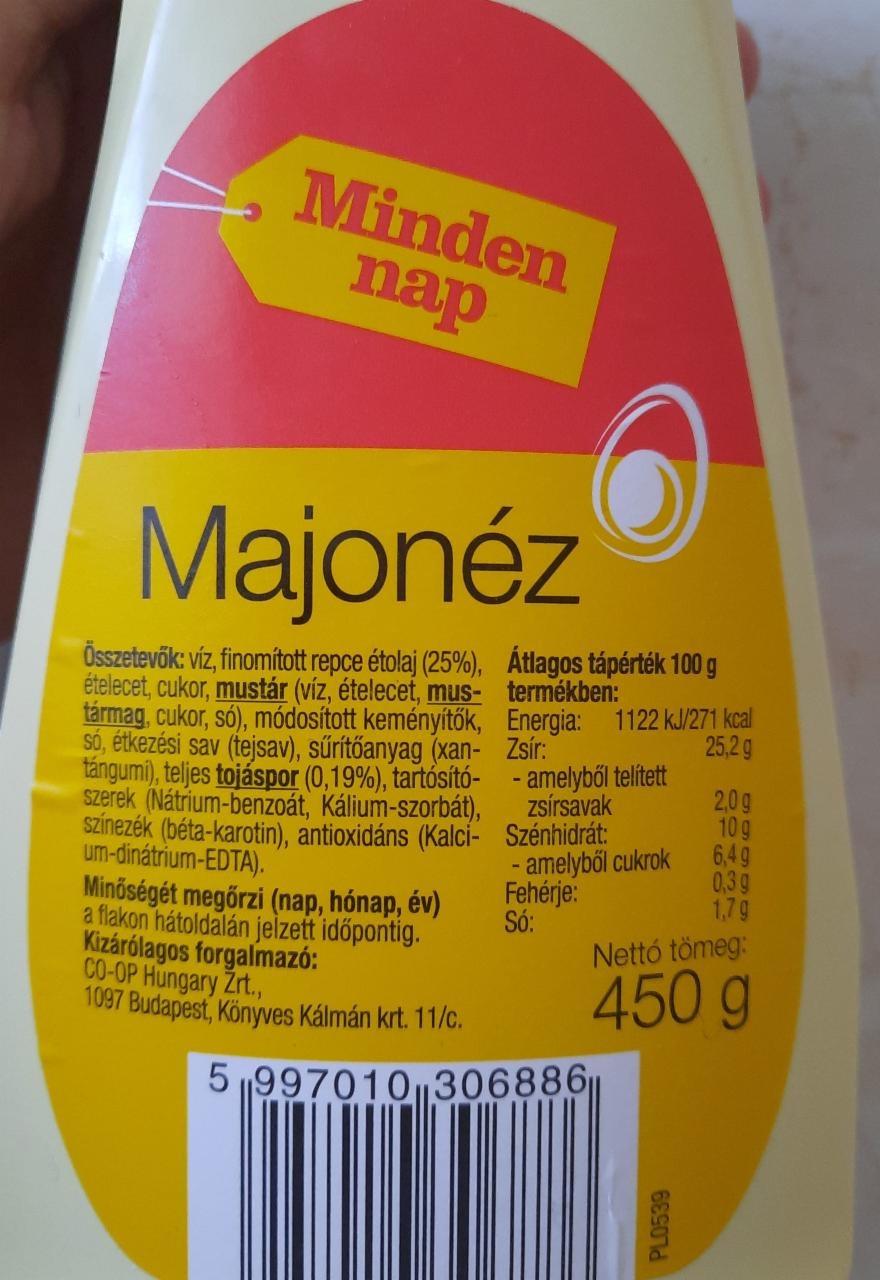 Minden
nap
Majonéz
Összetevők: víz, finomított repce étolaj (25%),
ételecet, cukor, mustár (víz, ételecet, mus-
tármag, cukor, só), módosított keményítők,
só, étkezési sav (tejsav), sűrítőanyag (xan-
tángumi), teljes tojáspor (0,19%), tartósító-
szerek (Nátrium-benzoát, Kálium-szorbát),
színezék (béta-karotin), antioxidáns (Kalci-
um-dinátrium-EDTA).
Minőségét megőrzi (nap, hónap, év)
a flakon hátoldalán jelzett időpontig.
Kizárólagos forgalmazó:
CO-OP Hungary Zrt.,
1097 Budapest, Könyves Kálmán krt. 11/c.
Átlagos tápérték 100 g
termékben:
Energia: 1122 kJ/271 kcal
Zsír: 25,2 g
- amelyből telített
zsírsavak 2,0 g
Szénhidrát: 10 g
- amelyből cukrok 6,4 g
Fehérje: 0,3 g
Só: 1,7 g
Nettó tömeg:
450 g
5 997010 306886
PL0539